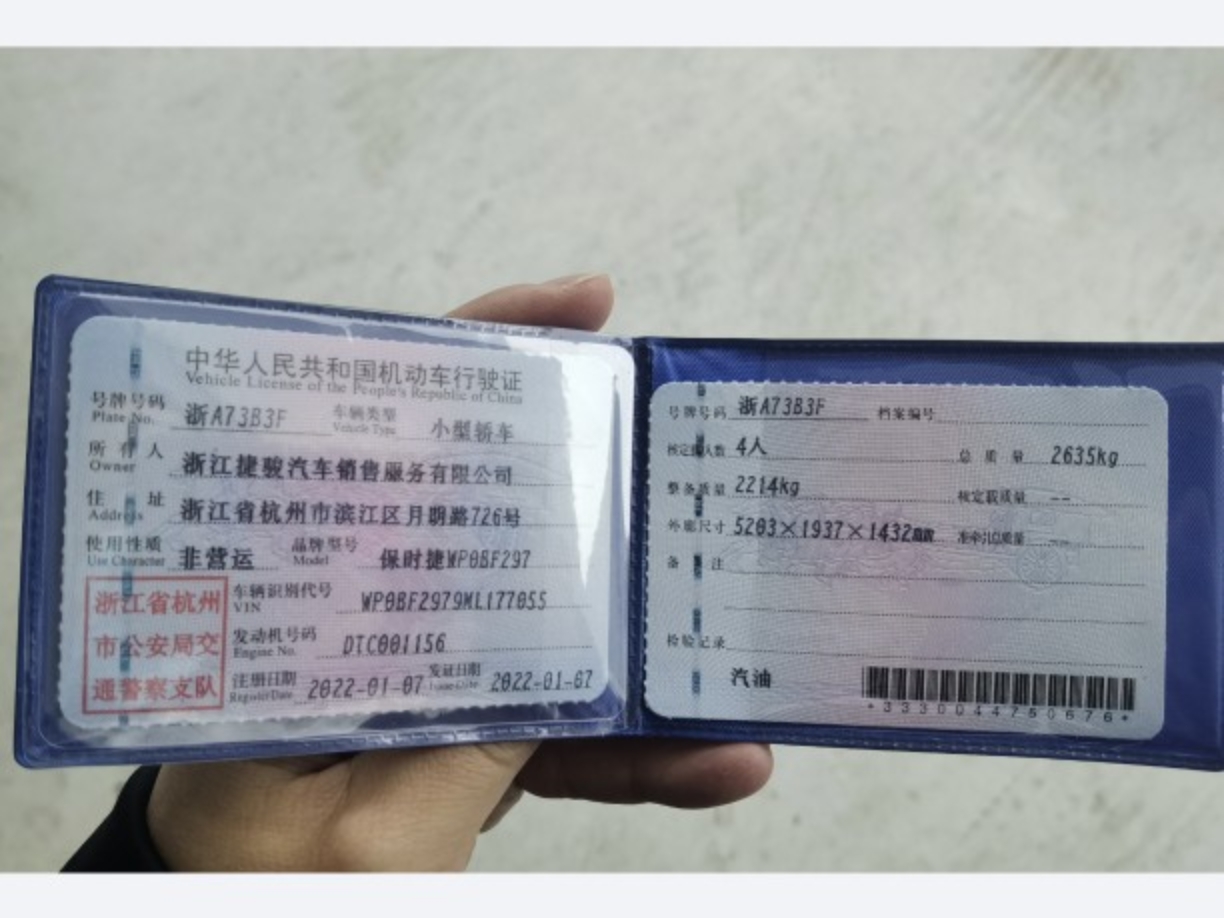 中华人民共和国机动车行驶证
Vehicle License of the People's Republic of China
号牌号码 浙A73B3F 车辆类型 小型轿车
Plate No. Vehicle Type
所有人 浙江捷骏汽车销售服务有限公司
Owner
住址 浙江省杭州市滨江区月明路726号
Address
使用性质 非营运 品牌型号 保时捷WP0BF297
Use Character Model
浙江省杭州
市公安局交
通警察支队
车辆识别代号 WP0BF2979ML177055
VIN
发动机号码 DTC001156
Engine No.
注册日期 2022-01-07 发证日期 2022-01-07
Register Date Issue Date
号牌号码 浙A73B3F 档案编号
核定载人数 4人 总质量 2635kg
整备质量 2214kg 核定载质量 --
外廓尺寸 5203×1937×1432mm 准牵引总质量 --
备注
检验记录
汽油
*3330044750676*